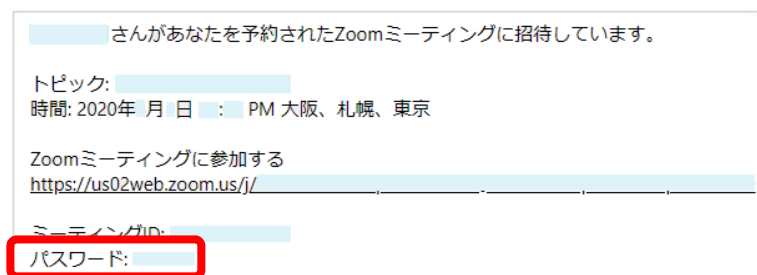 さんがあなたを予約されたZoomミーティングに招待しています。
トピック:
時間: 2020年 月 日 : PM 大阪、札幌、東京
Zoomミーティングに参加する
https://us02web.zoom.us/j/
ミーティングID:
パスワード: